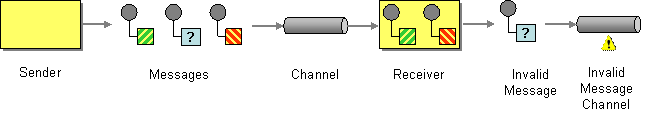 ?
?
Sender
Messages
Channel
Receiver
Invalid
Message
Invalid
Message
Channel